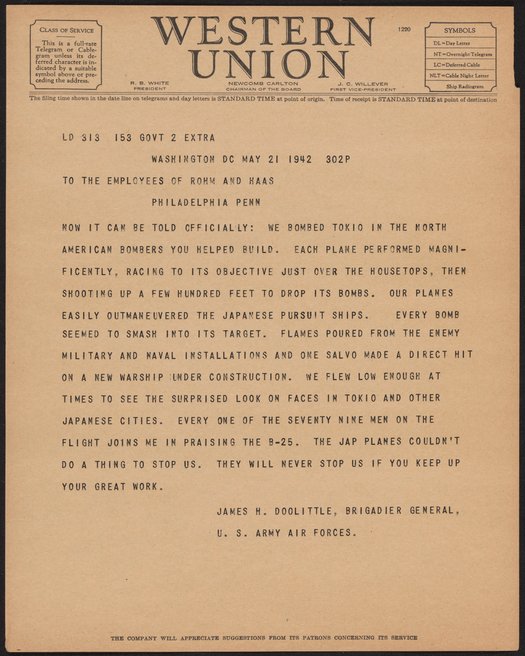 CLASS OF SERVICE
This is a full-rate
Telegram or Cable-
gram unless its de-
ferred character is in-
dicated by a suitable
symbol above or pre-
ceding the address.
WESTERN
UNION
1220
R. B. WHITE
PRESIDENT
NEWCOMB CARLTON
CHAIRMAN OF THE BOARD
J. C. WILLEVER
FIRST VICE-PRESIDENT
SYMBOLS
DL=Day Letter
NT=Overnight Telegram
LC=Deferred Cable
NLT=Cable Night Letter
Ship Radiogram
The filing time shown in the date line on telegrams and day letters is STANDARD TIME at point of origin. Time of receipt is STANDARD TIME at point of destination
LD 313 153 GOVT 2 EXTRA
WASHINGTON DC MAY 21 1942 302P
TO THE EMPLOYEES OF ROHM AND HAAS
PHILADELPHIA PENN
NOW IT CAN BE TOLD OFFICIALLY: WE BOMBED TOKIO IN THE NORTH
AMERICAN BOMBERS YOU HELPED BUILD. EACH PLANE PERFORMED MAGNI-
FICENTLY, RACING TO ITS OBJECTIVE JUST OVER THE HOUSETOPS, THEN
SHOOTING UP A FEW HUNDRED FEET TO DROP ITS BOMBS. OUR PLANES
EASILY OUTMANEUVERED THE JAPANESE PURSUIT SHIPS. EVERY BOMB
SEEMED TO SMASH INTO ITS TARGET. FLAMES POURED FROM THE ENEMY
MILITARY AND NAVAL INSTALLATIONS AND ONE SALVO MADE A DIRECT HIT
ON A NEW WARSHIP UNDER CONSTRUCTION. WE FLEW LOW ENOUGH AT
TIMES TO SEE THE SURPRISED LOOK ON FACES IN TOKIO AND OTHER
JAPANESE CITIES. EVERY ONE OF THE SEVENTY NINE MEN ON THE
FLIGHT JOINS ME IN PRAISING THE B-25. THE JAP PLANES COULDN'T
DO A THING TO STOP US. THEY WILL NEVER STOP US IF YOU KEEP UP
YOUR GREAT WORK.
JAMES H. DOOLITTLE, BRIGADIER GENERAL,
U. S. ARMY AIR FORCES.
THE COMPANY WILL APPRECIATE SUGGESTIONS FROM ITS PATRONS CONCERNING ITS SERVICE